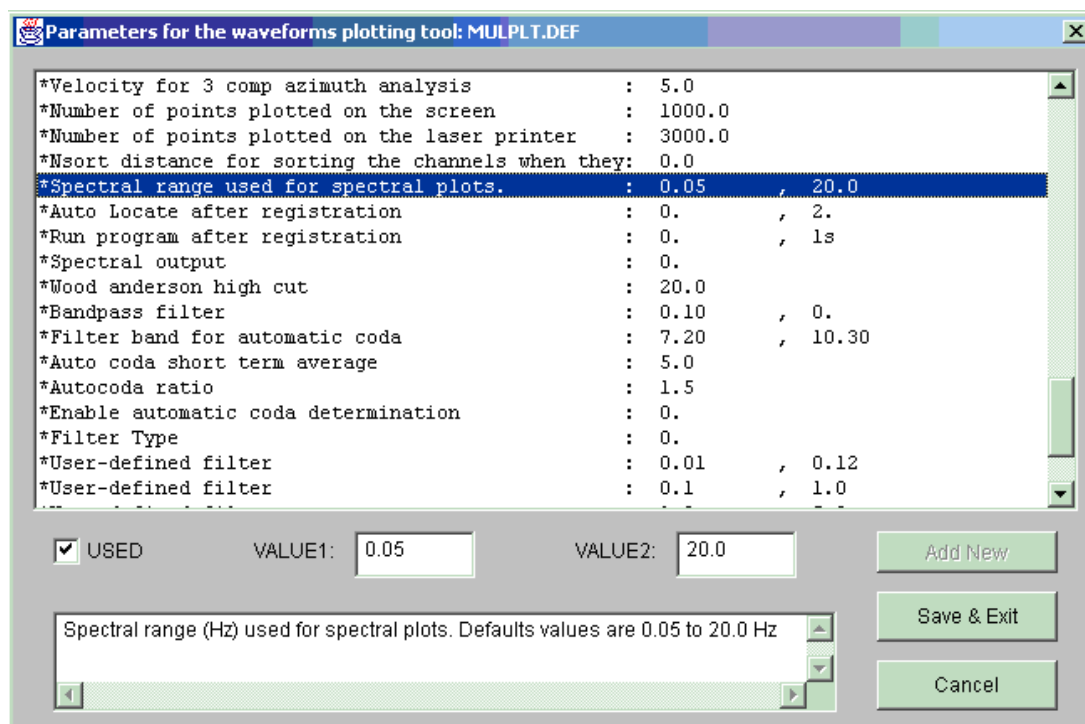 Parameters for the waveforms plotting tool: MULPLT.DEF
*Velocity for 3 comp azimuth analysis : 5.0
*Number of points plotted on the screen : 1000.0
*Number of points plotted on the laser printer : 3000.0
*Nsort distance for sorting the channels when they: 0.0
*Spectral range used for spectral plots. : 0.05 , 20.0
*Auto Locate after registration : 0. , 2.
*Run program after registration : 0. , ls
*Spectral output : 0.
*Wood anderson high cut : 20.0
*Bandpass filter : 0.10 , 0.
*Filter band for automatic coda : 7.20 , 10.30
*Auto coda short term average : 5.0
*Autocoda ratio : 1.5
*Enable automatic coda determination : 0.
*Filter Type : 0.
*User-defined filter : 0.01 , 0.12
*User-defined filter : 0.1 , 1.0
USED VALUE1: 0.05 VALUE2: 20.0 Add New
Spectral range (Hz) used for spectral plots. Defaults values are 0.05 to 20.0 Hz
Save & Exit
Cancel